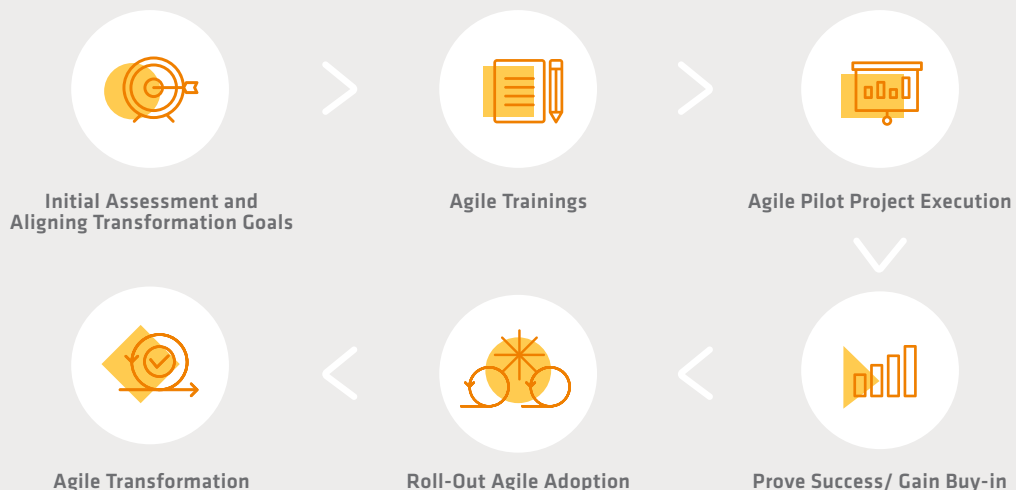 Initial Assessment and
Aligning Transformation Goals
Agile Trainings
Agile Pilot Project Execution
Prove Success/ Gain Buy-in
Roll-Out Agile Adoption
Agile Transformation